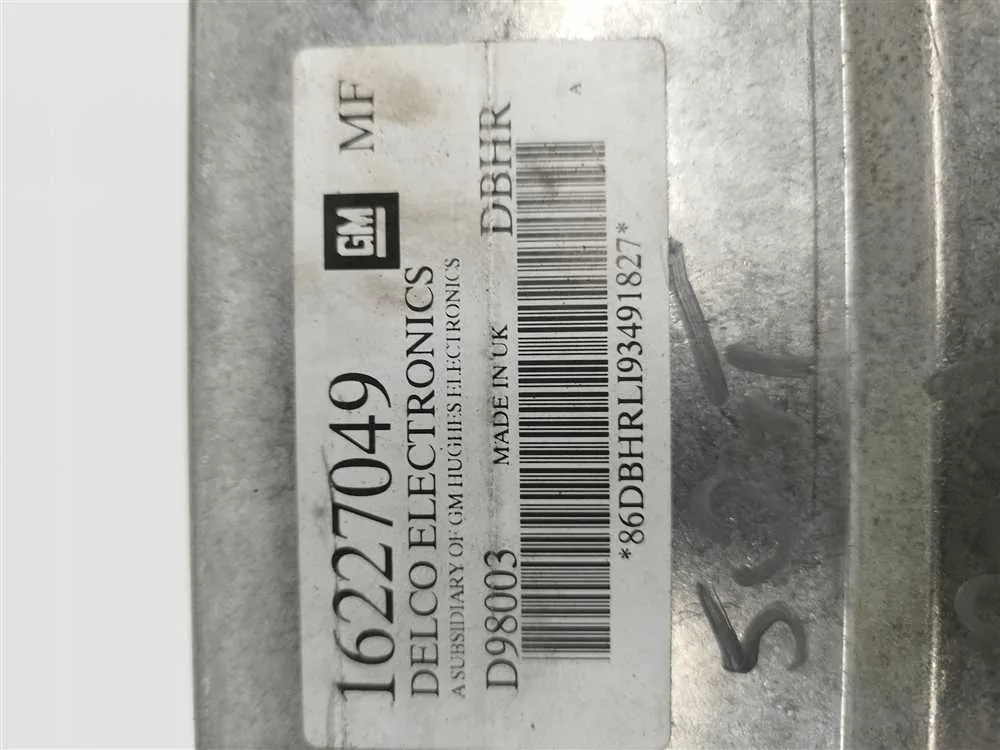 16227049 GM MF
DELCO ELECTRONICS
A SUBSIDIARY OF GM HUGHES ELECTRONICS
D98003 MADE IN UK DBHR
A
*86DBHRLI93491827*